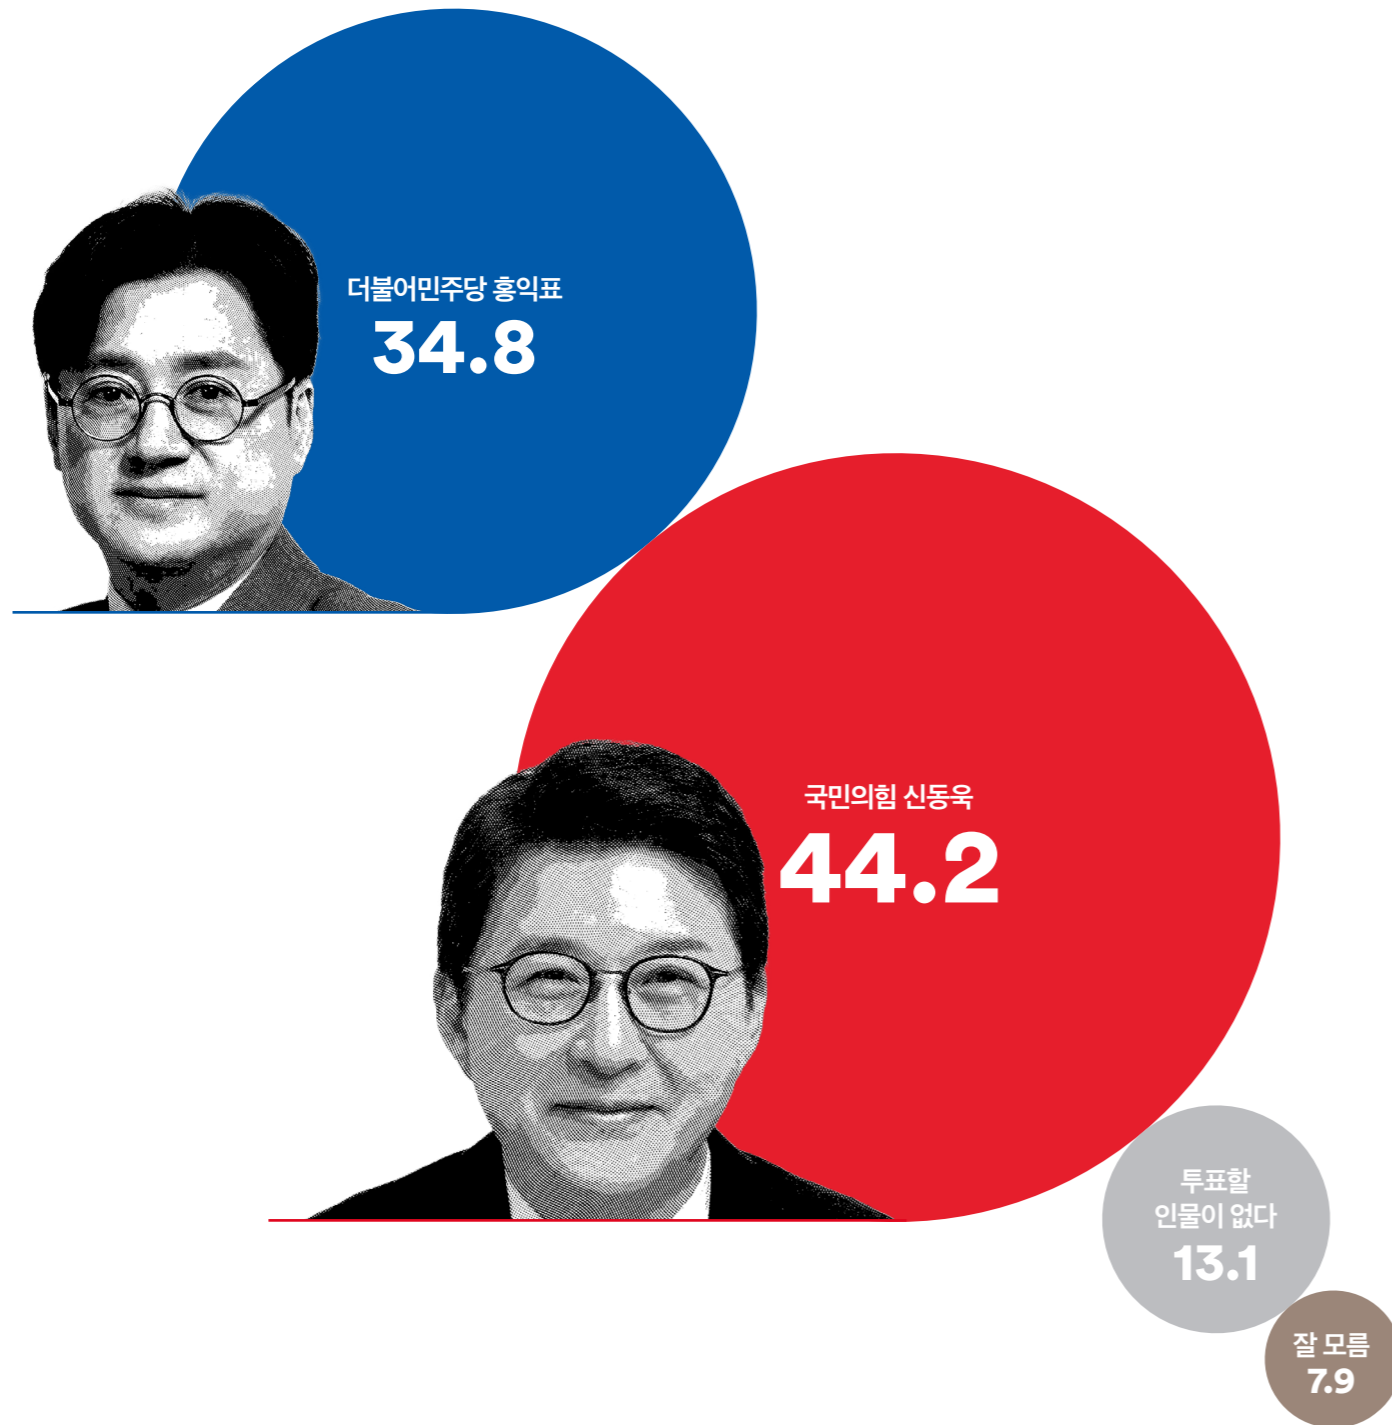 더불어민주당 홍익표
34.8
국민의힘 신동욱
44.2
투표할
인물이 없다
13.1
잘 모름
7.9